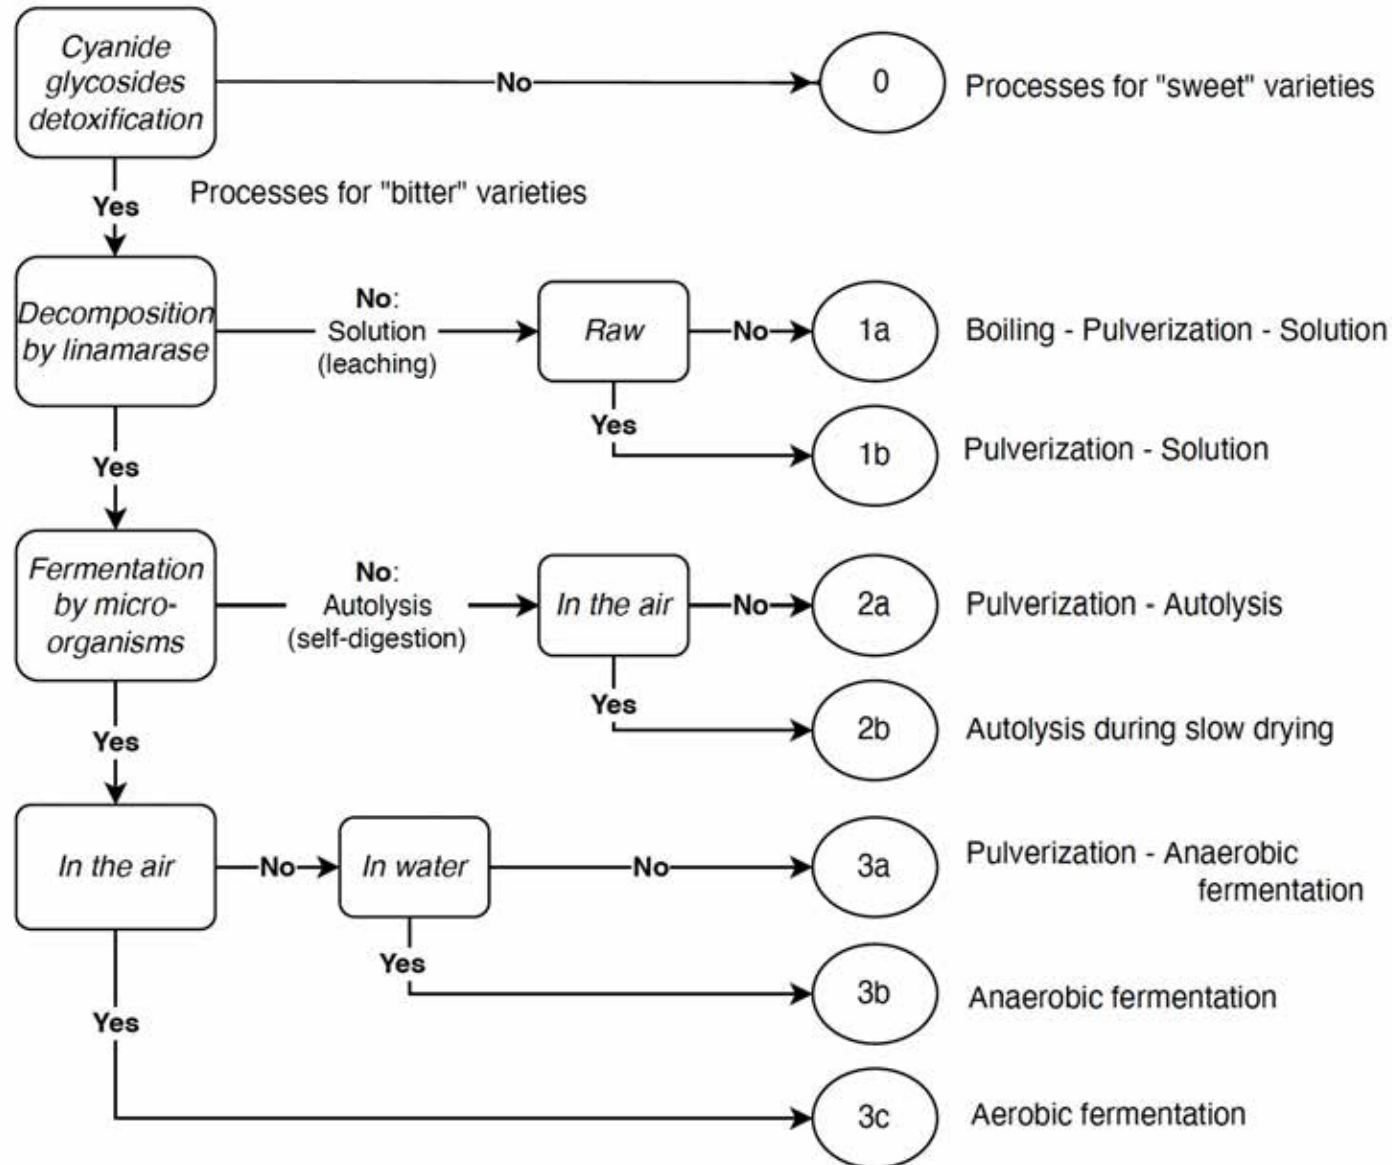 Cyanide
glycosides
detoxification
No
0
Processes for "sweet" varieties
Yes
Processes for "bitter" varieties
Decomposition
by linamarase
No:
Solution
(leaching)
Raw
No
1a
Boiling - Pulverization - Solution
Yes
1b
Pulverization - Solution
Yes
Fermentation
by micro-
organisms
No:
Autolysis
(self-digestion)
In the air
No
2a
Pulverization - Autolysis
Yes
2b
Autolysis during slow drying
Yes
In the air
No
In water
No
3a
Pulverization - Anaerobic
fermentation
Yes
3b
Anaerobic fermentation
Yes
3c
Aerobic fermentation